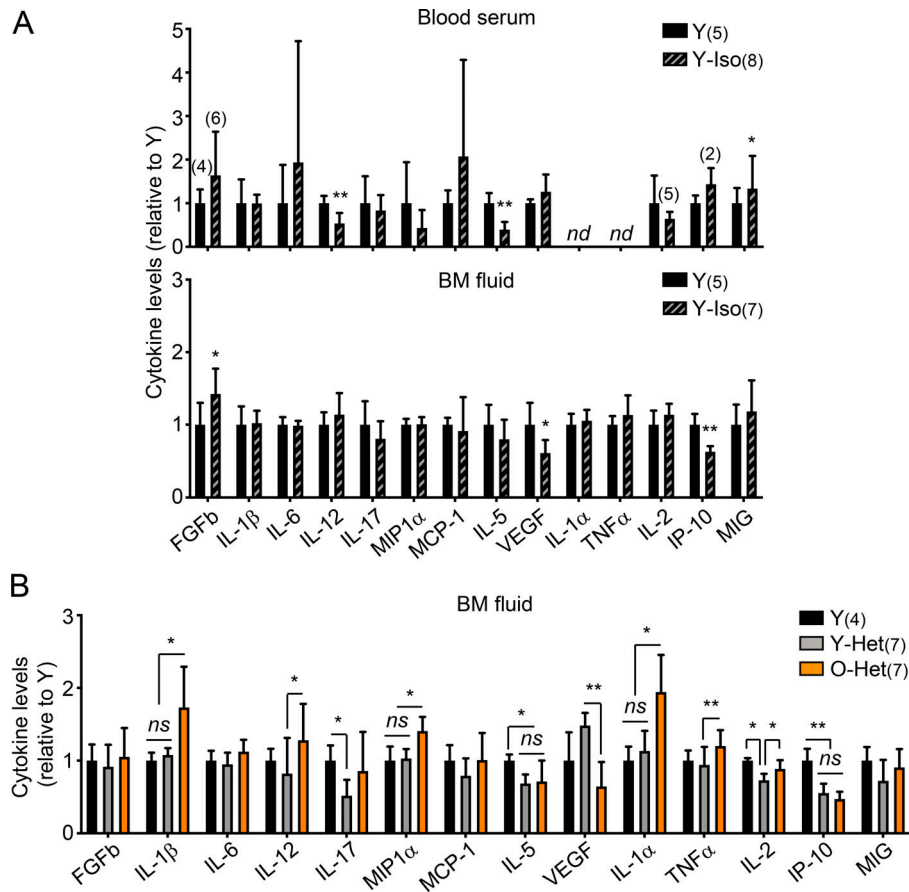 A
Blood serum
Cytokine levels (relative to Y)
5
4
3
2
1
0
Y(5)
Y-Iso(8)
(4) (6) ** ** nd nd (5) (2) *
BM fluid
3
2
1
0
Y(5)
Y-Iso(7)
* * **
FGFb IL-1β IL-6 IL-12 IL-17 MIP1α MCP-1 IL-5 VEGF IL-1α TNFα IL-2 IP-10 MIG
B
BM fluid
Cytokine levels
(relative to Y)
3
2
1
0
Y(4)
Y-Het(7)
O-Het(7)
* ns * * ns * * ns ** * ns ** * * ** ns
FGFb IL-1β IL-6 IL-12 IL-17 MIP1α MCP-1 IL-5 VEGF IL-1α TNFα IL-2 IP-10 MIG